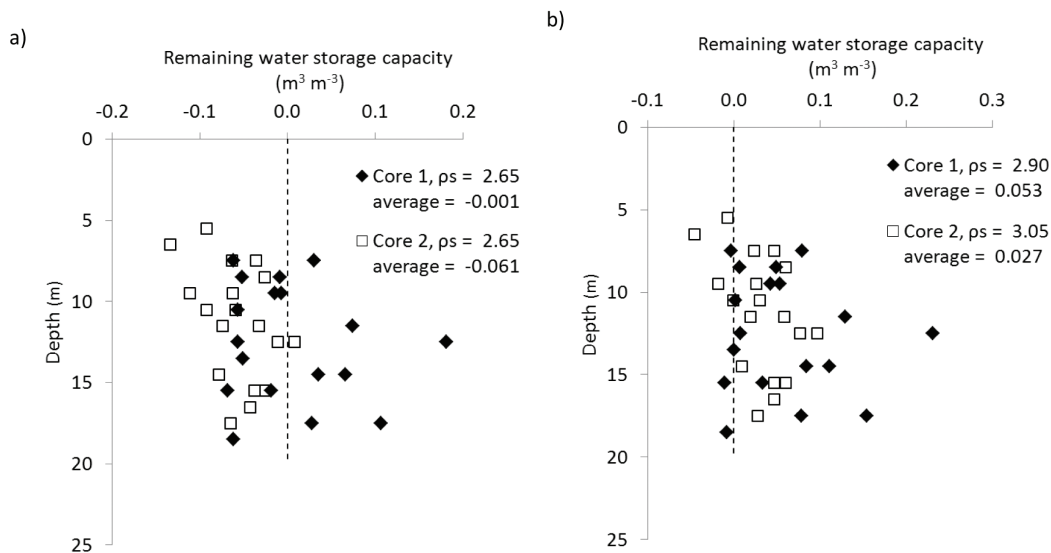 a)
Remaining water storage capacity
(m³ m⁻³)
-0.2 -0.1 0.0 0.1 0.2
0
5
10
15
20
25
Depth (m)
Core 1, ρs = 2.65
average = -0.001
Core 2, ρs = 2.65
average = -0.061
b)
Remaining water storage capacity
(m³ m⁻³)
-0.1 0.0 0.1 0.2 0.3
0
5
10
15
20
25
Depth (m)
Core 1, ρs = 2.90
average = 0.053
Core 2, ρs = 3.05
average = 0.027